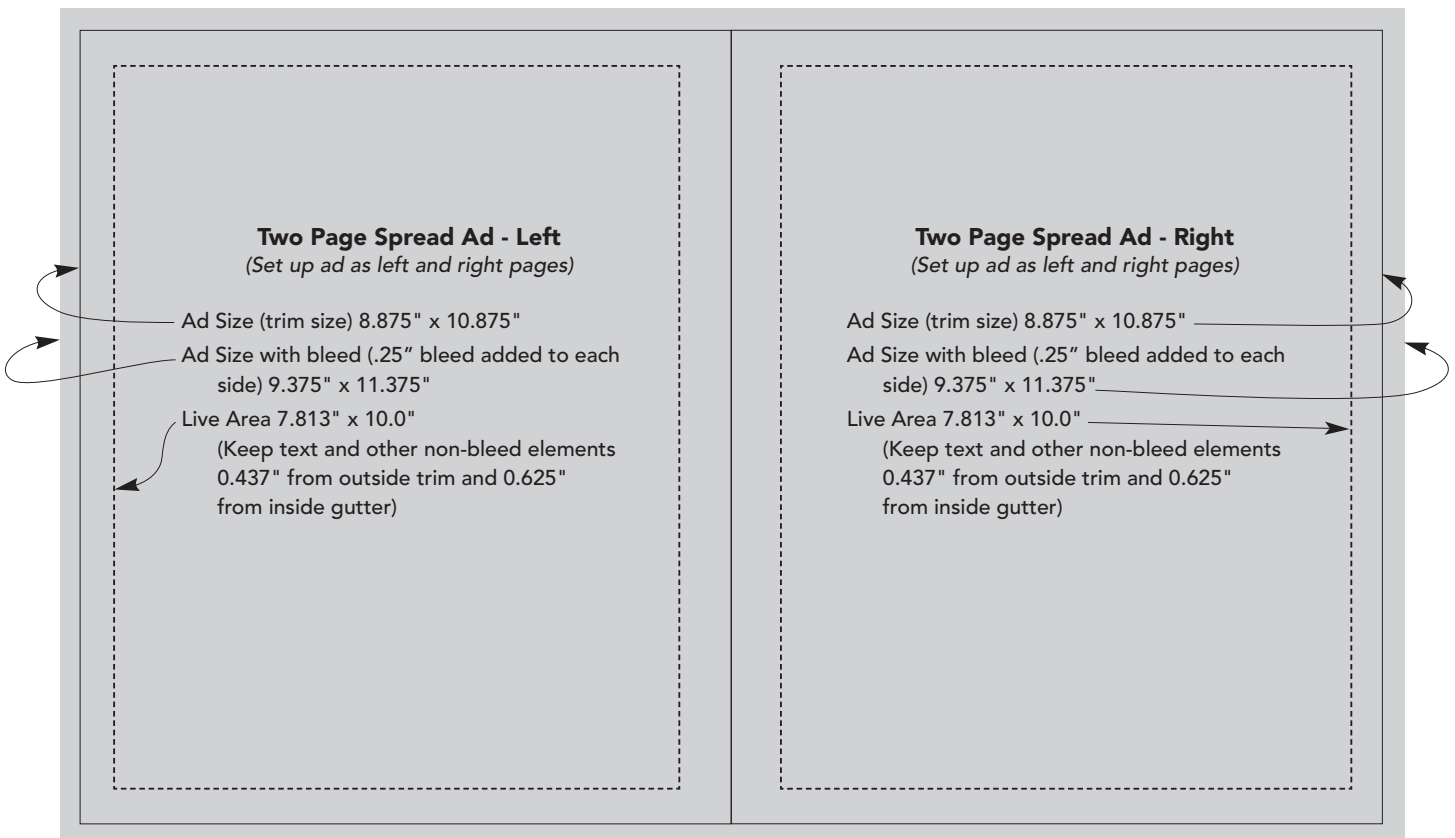 Two Page Spread Ad - Left
(Set up ad as left and right pages)
Ad Size (trim size) 8.875" x 10.875"
Ad Size with bleed (.25” bleed added to each
side) 9.375" x 11.375"
Live Area 7.813" x 10.0"
(Keep text and other non-bleed elements
0.437" from outside trim and 0.625"
from inside gutter)
Two Page Spread Ad - Right
(Set up ad as left and right pages)
Ad Size (trim size) 8.875" x 10.875"
Ad Size with bleed (.25” bleed added to each
side) 9.375" x 11.375"
Live Area 7.813" x 10.0"
(Keep text and other non-bleed elements
0.437" from outside trim and 0.625"
from inside gutter)